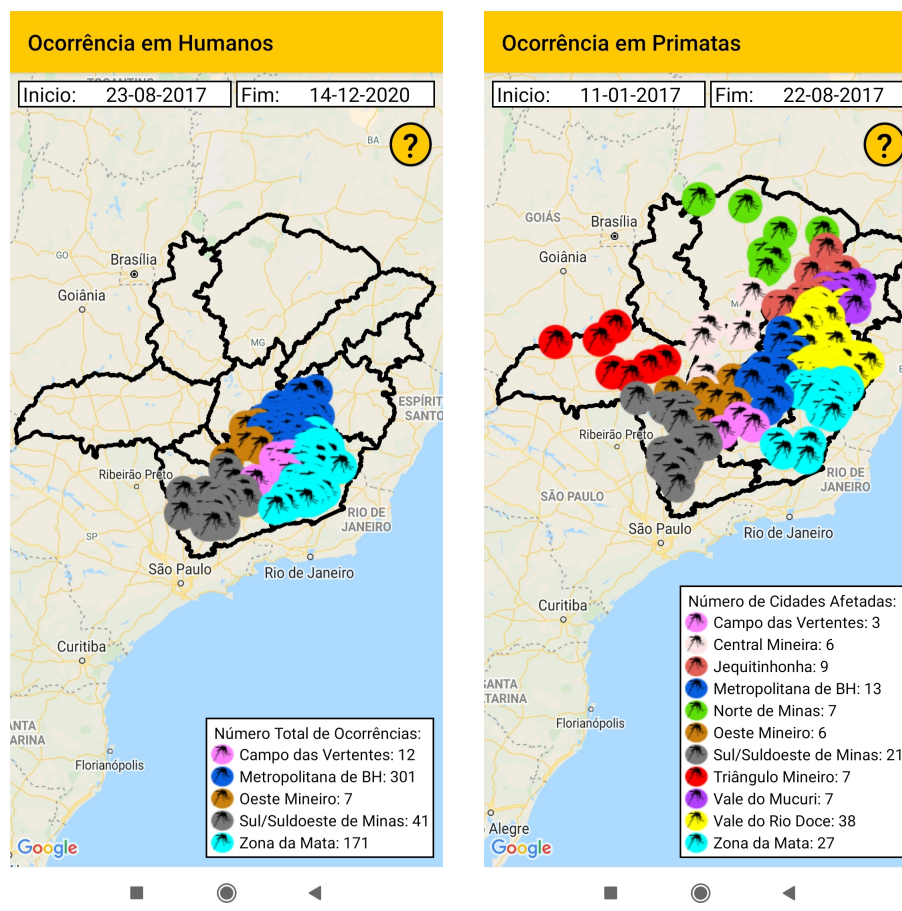 Ocorrência em Humanos
Inicio: 23-08-2017 Fim: 14-12-2020
?
BA
GO
Brasília
Goiânia
MG
ESPÍRIT
SANTO
Ribeirão Preto
RIO DE
JANEIRO
SP
São Paulo
Rio de Janeiro
Curitiba
ANTA
ARINA
Florianópolis
Número Total de Ocorrências:
Campo das Vertentes: 12
Metropolitana de BH: 301
Oeste Mineiro: 7
Sul/Suldoeste de Minas: 41
Zona da Mata: 171
Google
Ocorrência em Primatas
Inicio: 11-01-2017 Fim: 22-08-2017
?
GOIÁS
Brasília
Goiânia
Ribeirão Preto
RIO DE
JANEIRO
SÃO PAULO
São Paulo
Rio de Janeiro
Curitiba
SANTA
ATARINA
Florianópolis
Alegre
Número de Cidades Afetadas:
Campo das Vertentes: 3
Central Mineira: 6
Jequitinhonha: 9
Metropolitana de BH: 13
Norte de Minas: 7
Oeste Mineiro: 6
Sul/Suldoeste de Minas: 21
Triângulo Mineiro: 7
Vale do Mucuri: 7
Vale do Rio Doce: 38
Zona da Mata: 27
Google